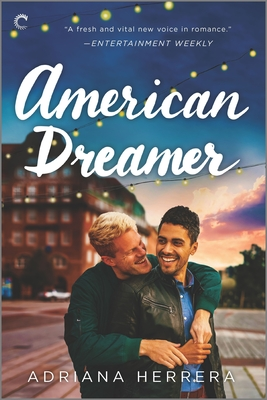 “A fresh and vital new voice in romance.”
—ENTERTAINMENT WEEKLY
American
Dreamer
ADRIANA HERRERA